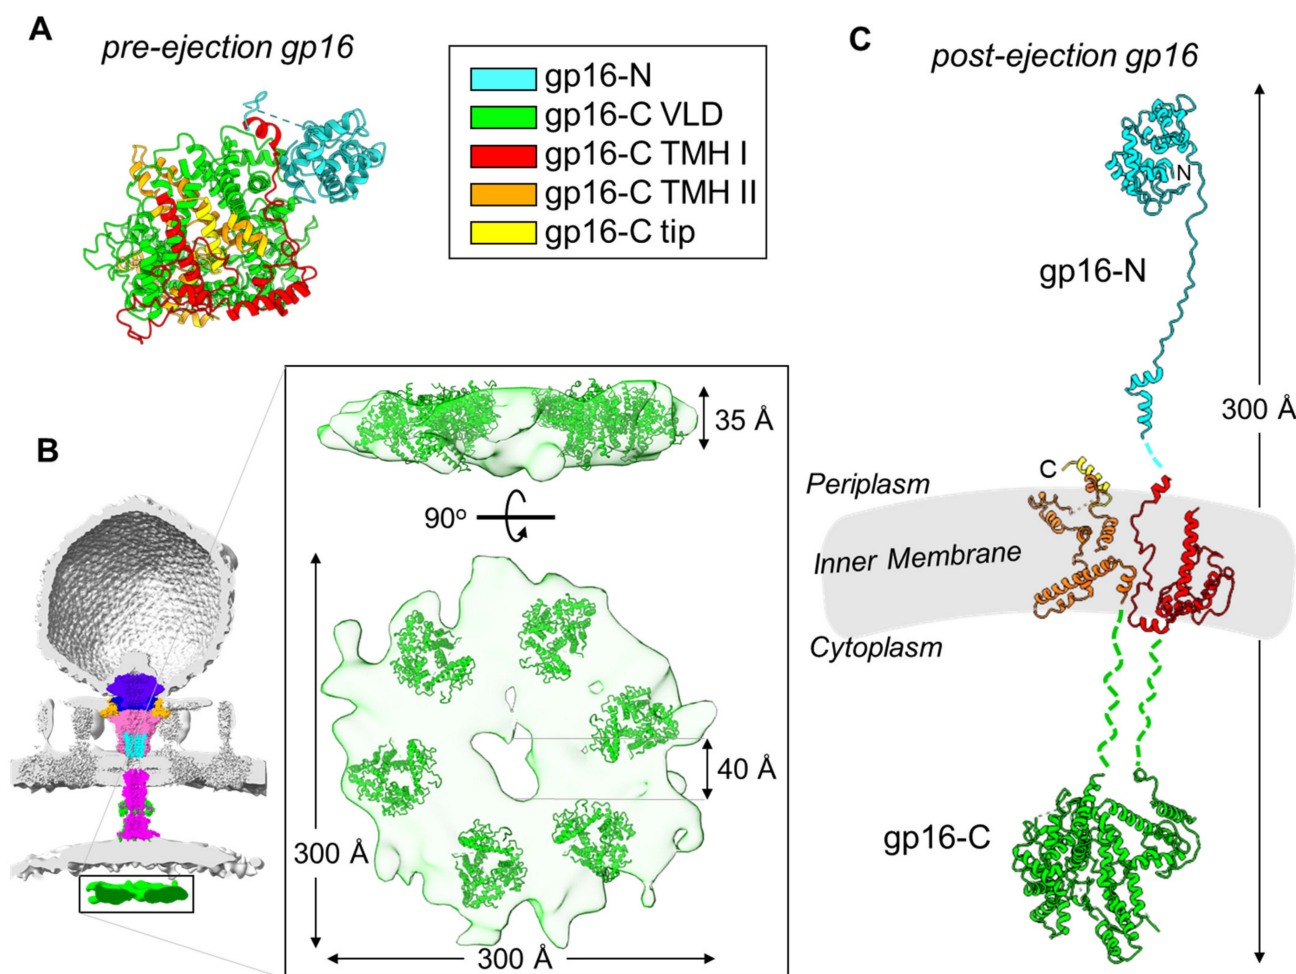 A
pre-ejection gp16
gp16-N
gp16-C VLD
gp16-C TMH I
gp16-C TMH II
gp16-C tip
B
35 Å
90º
40 Å
300 Å
300 Å
C
post-ejection gp16
N
gp16-N
300 Å
C
Periplasm
Inner Membrane
Cytoplasm
gp16-C